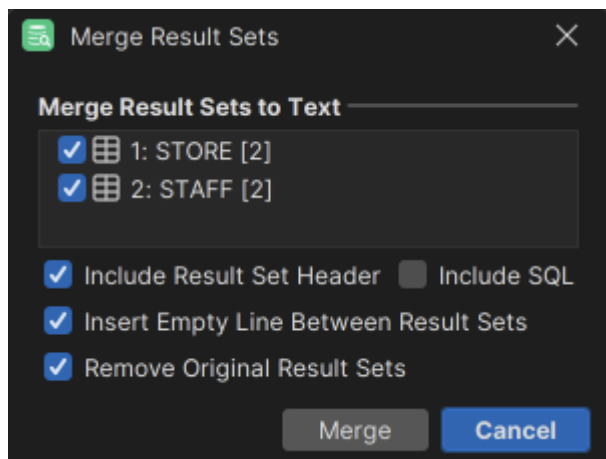 Merge Result Sets
Merge Result Sets to Text
1: STORE [2]
2: STAFF [2]
Include Result Set Header Include SQL
Insert Empty Line Between Result Sets
Remove Original Result Sets
Merge Cancel